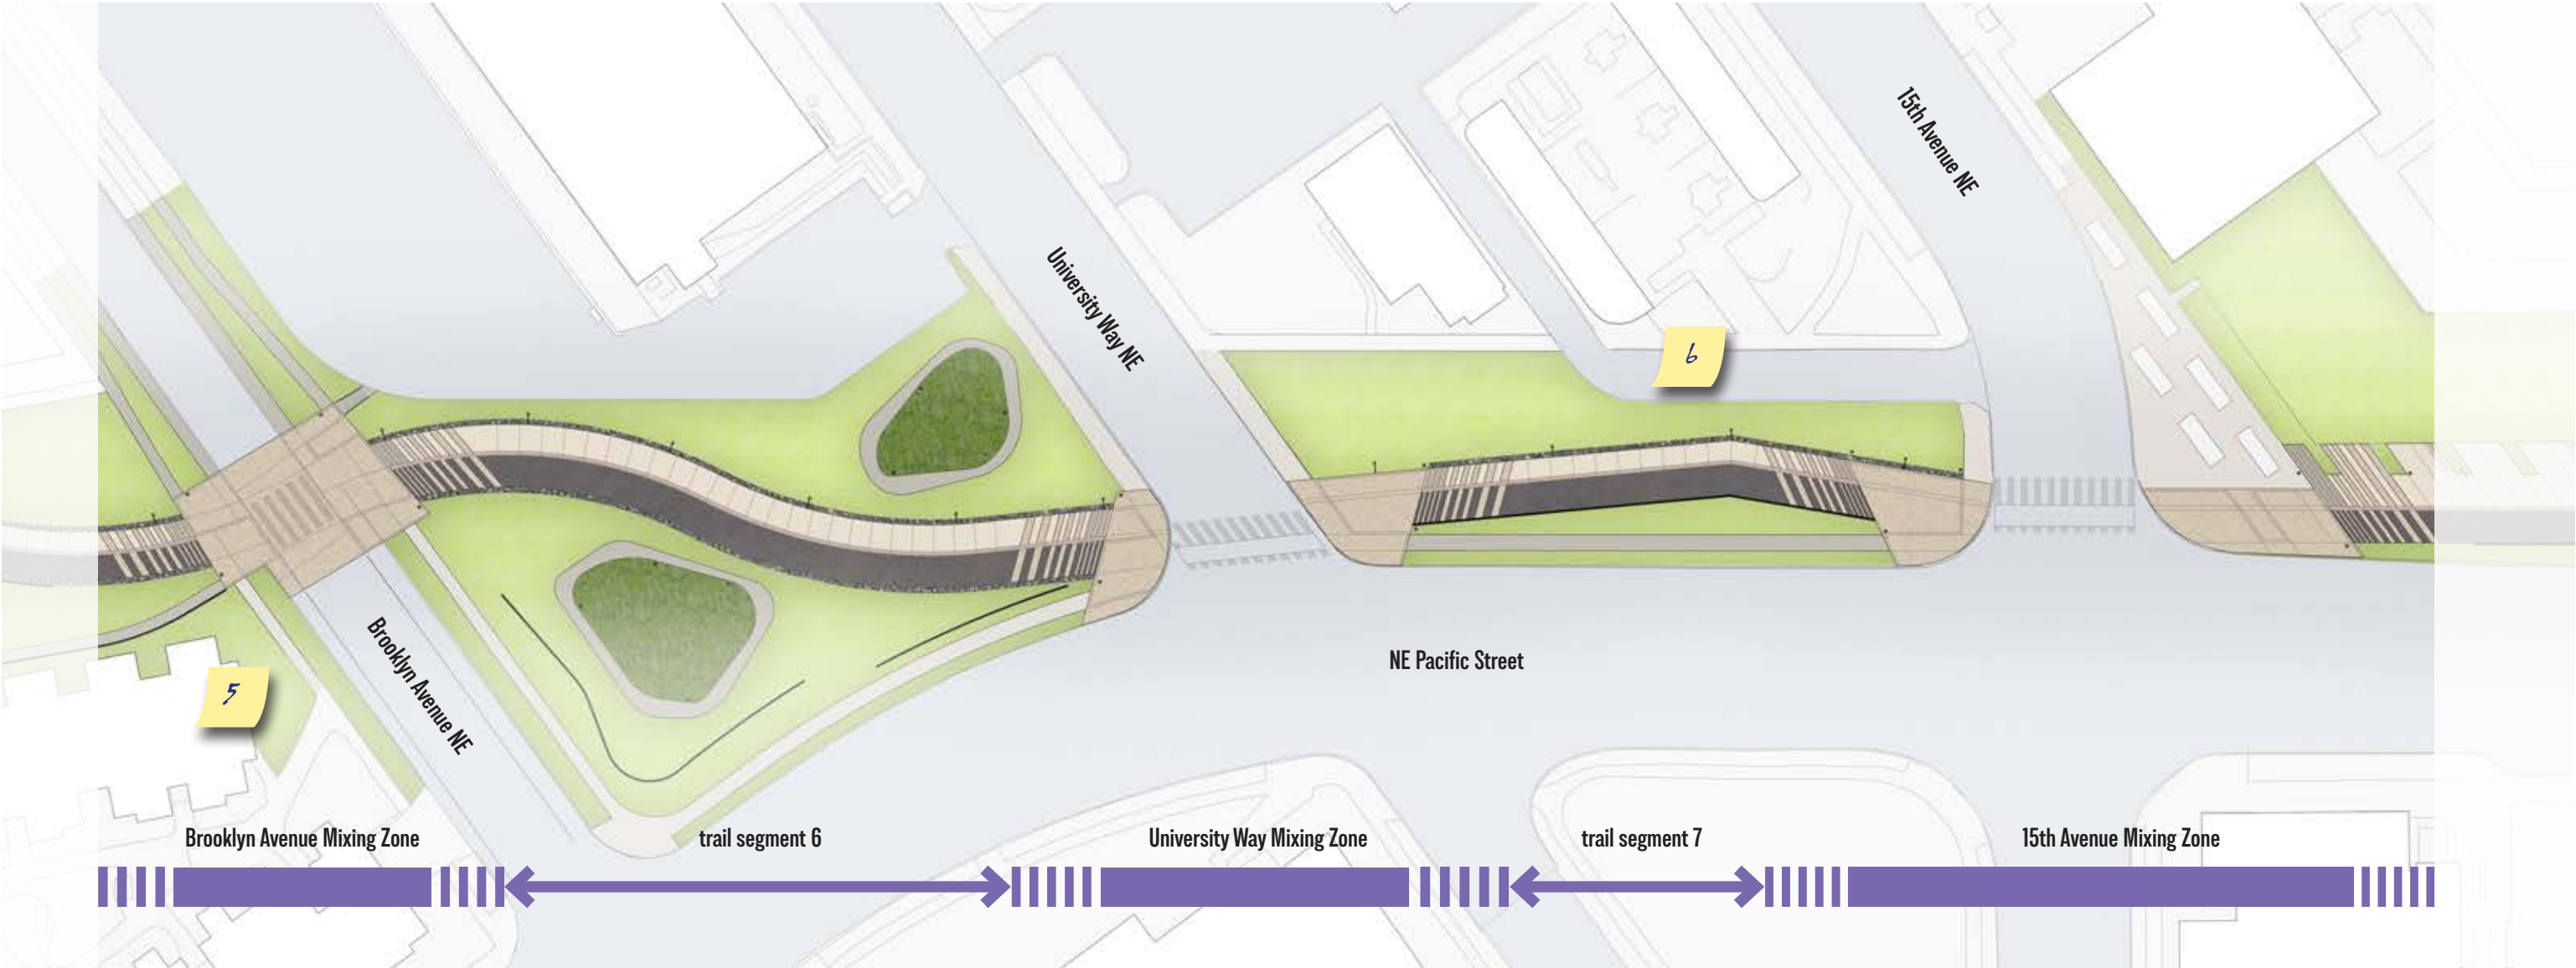 15th Avenue NE
University Way NE
6
NE Pacific Street
5
Brooklyn Avenue NE
Brooklyn Avenue Mixing Zone
trail segment 6
University Way Mixing Zone
trail segment 7
15th Avenue Mixing Zone